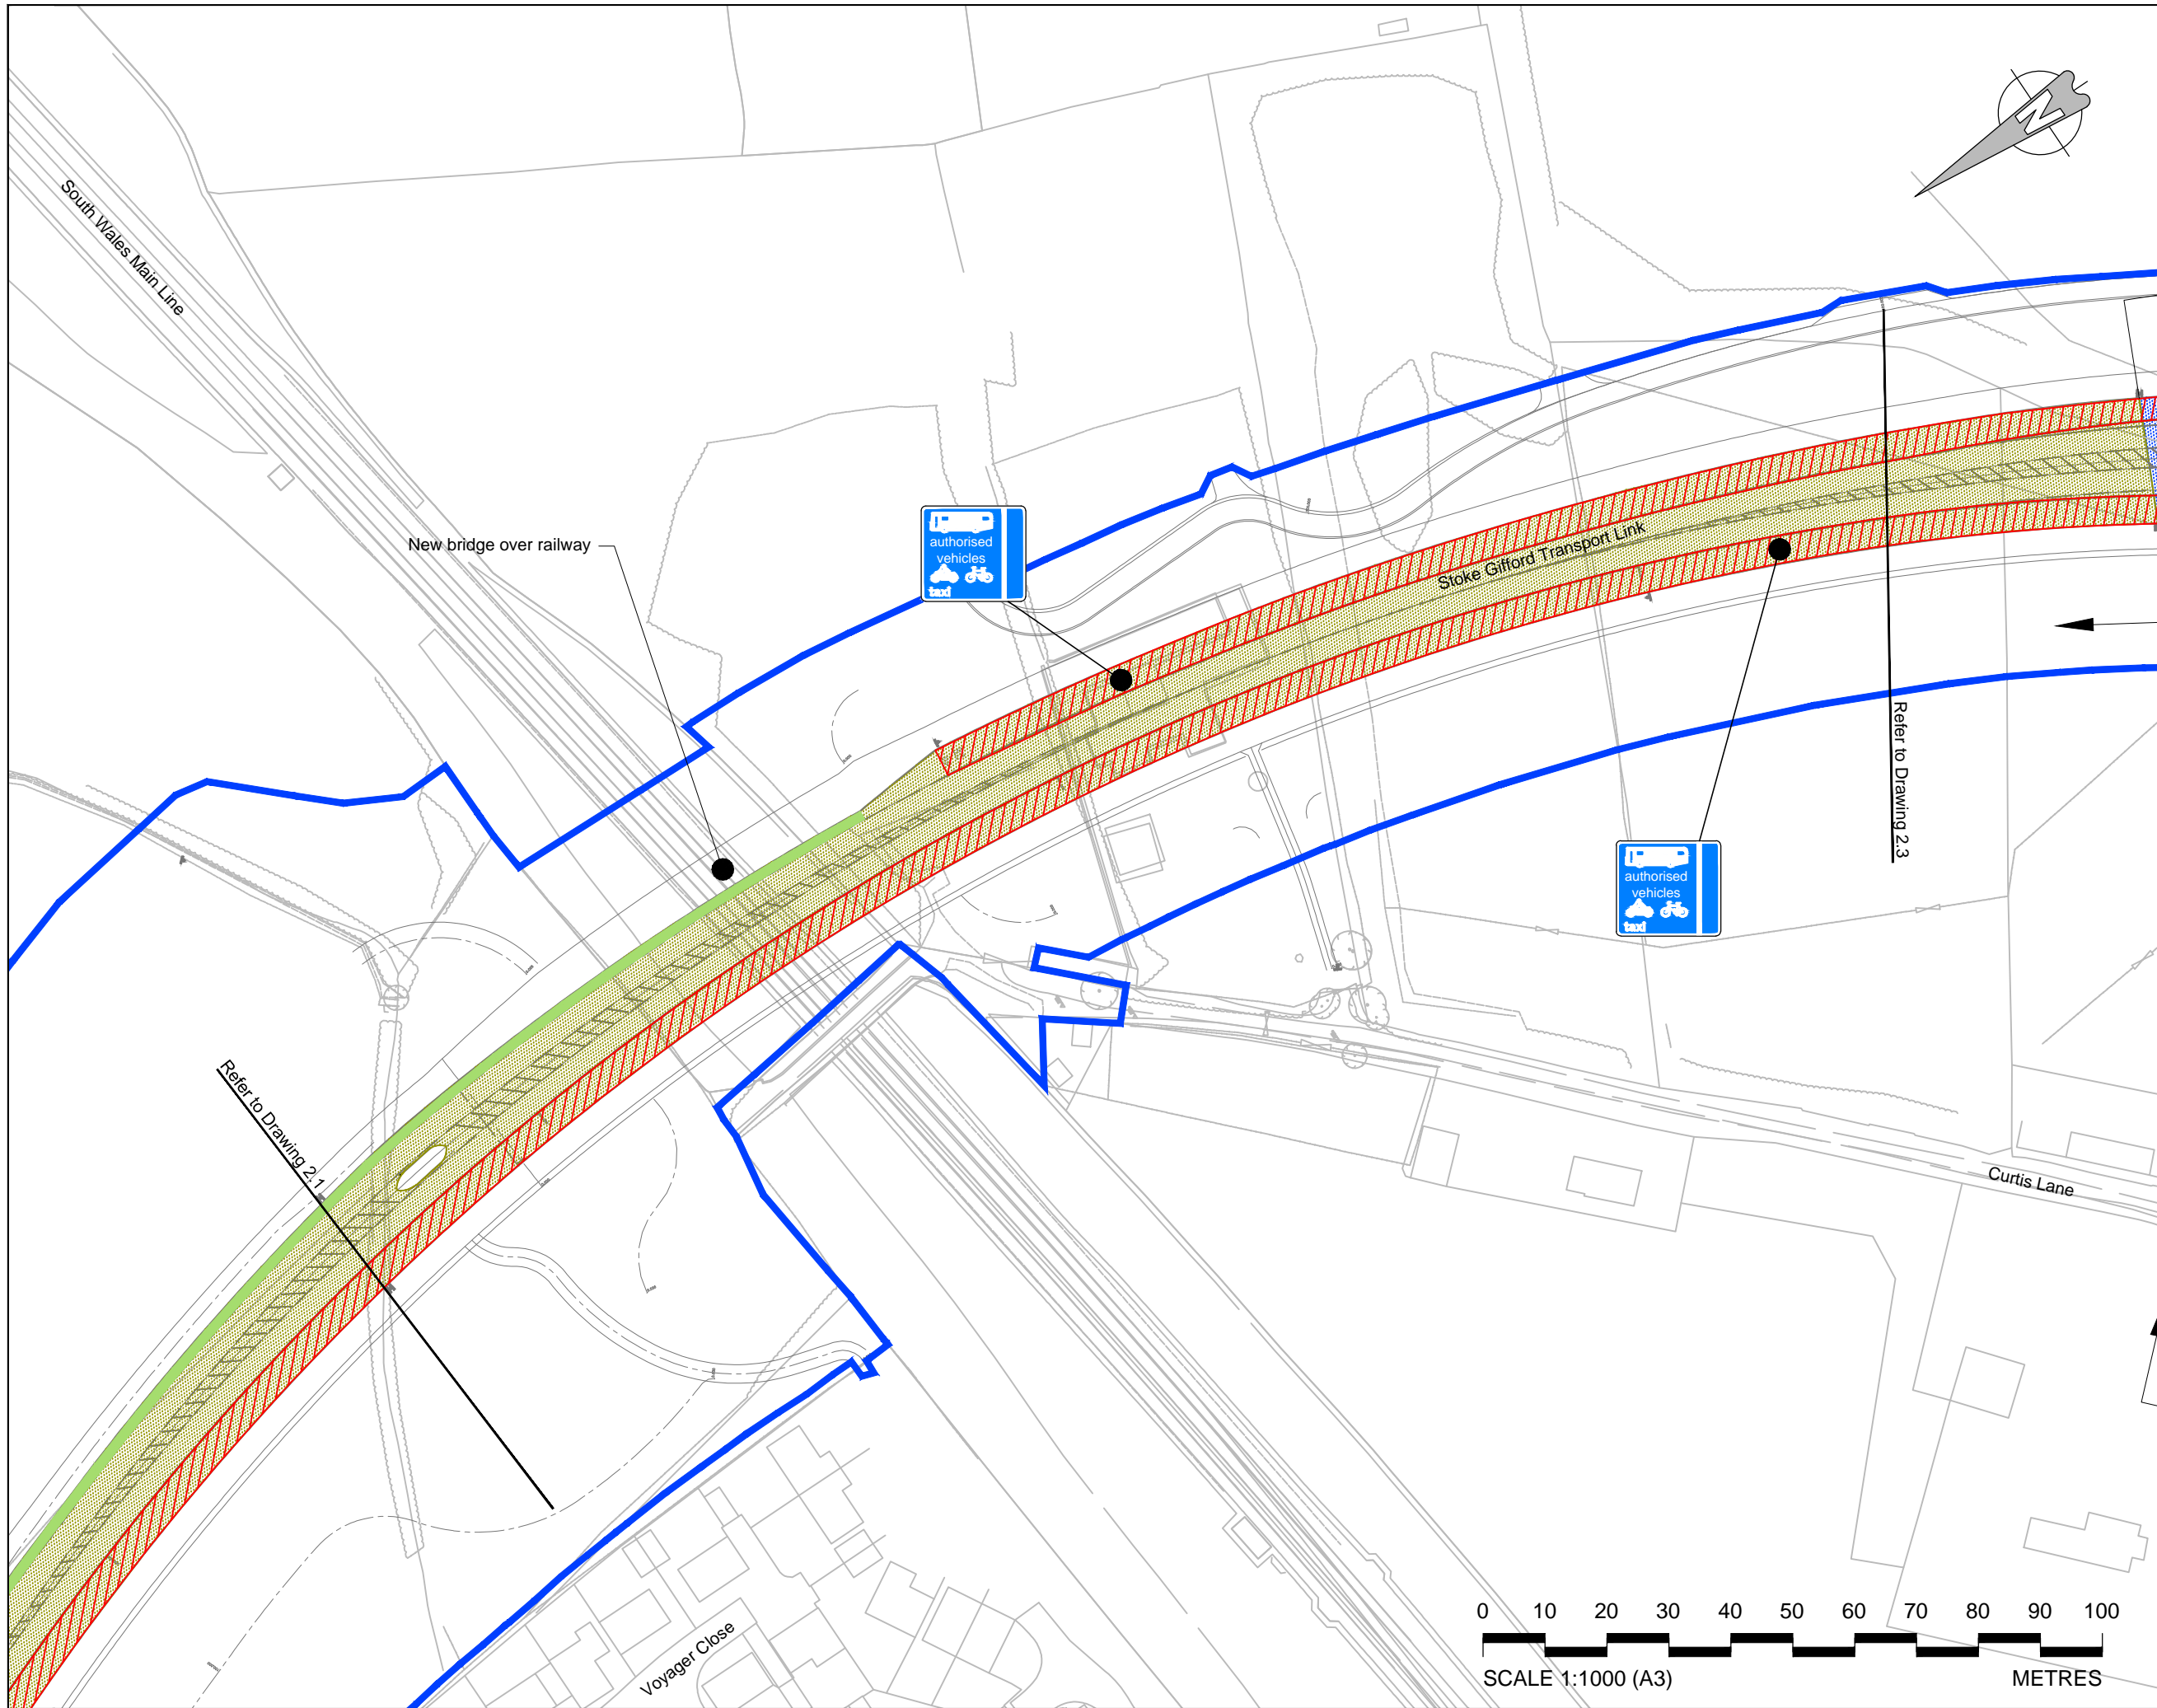 South Wales Main Line
N
New bridge over railway
authorised
vehicles
taxi
Stoke Gifford Transport Link
Refer to Drawing 2.3
authorised
vehicles
taxi
Refer to Drawing 2.1
Curtis Lane
Voyager Close
0 10 20 30 40 50 60 70 80 90 100
SCALE 1:1000 (A3) METRES